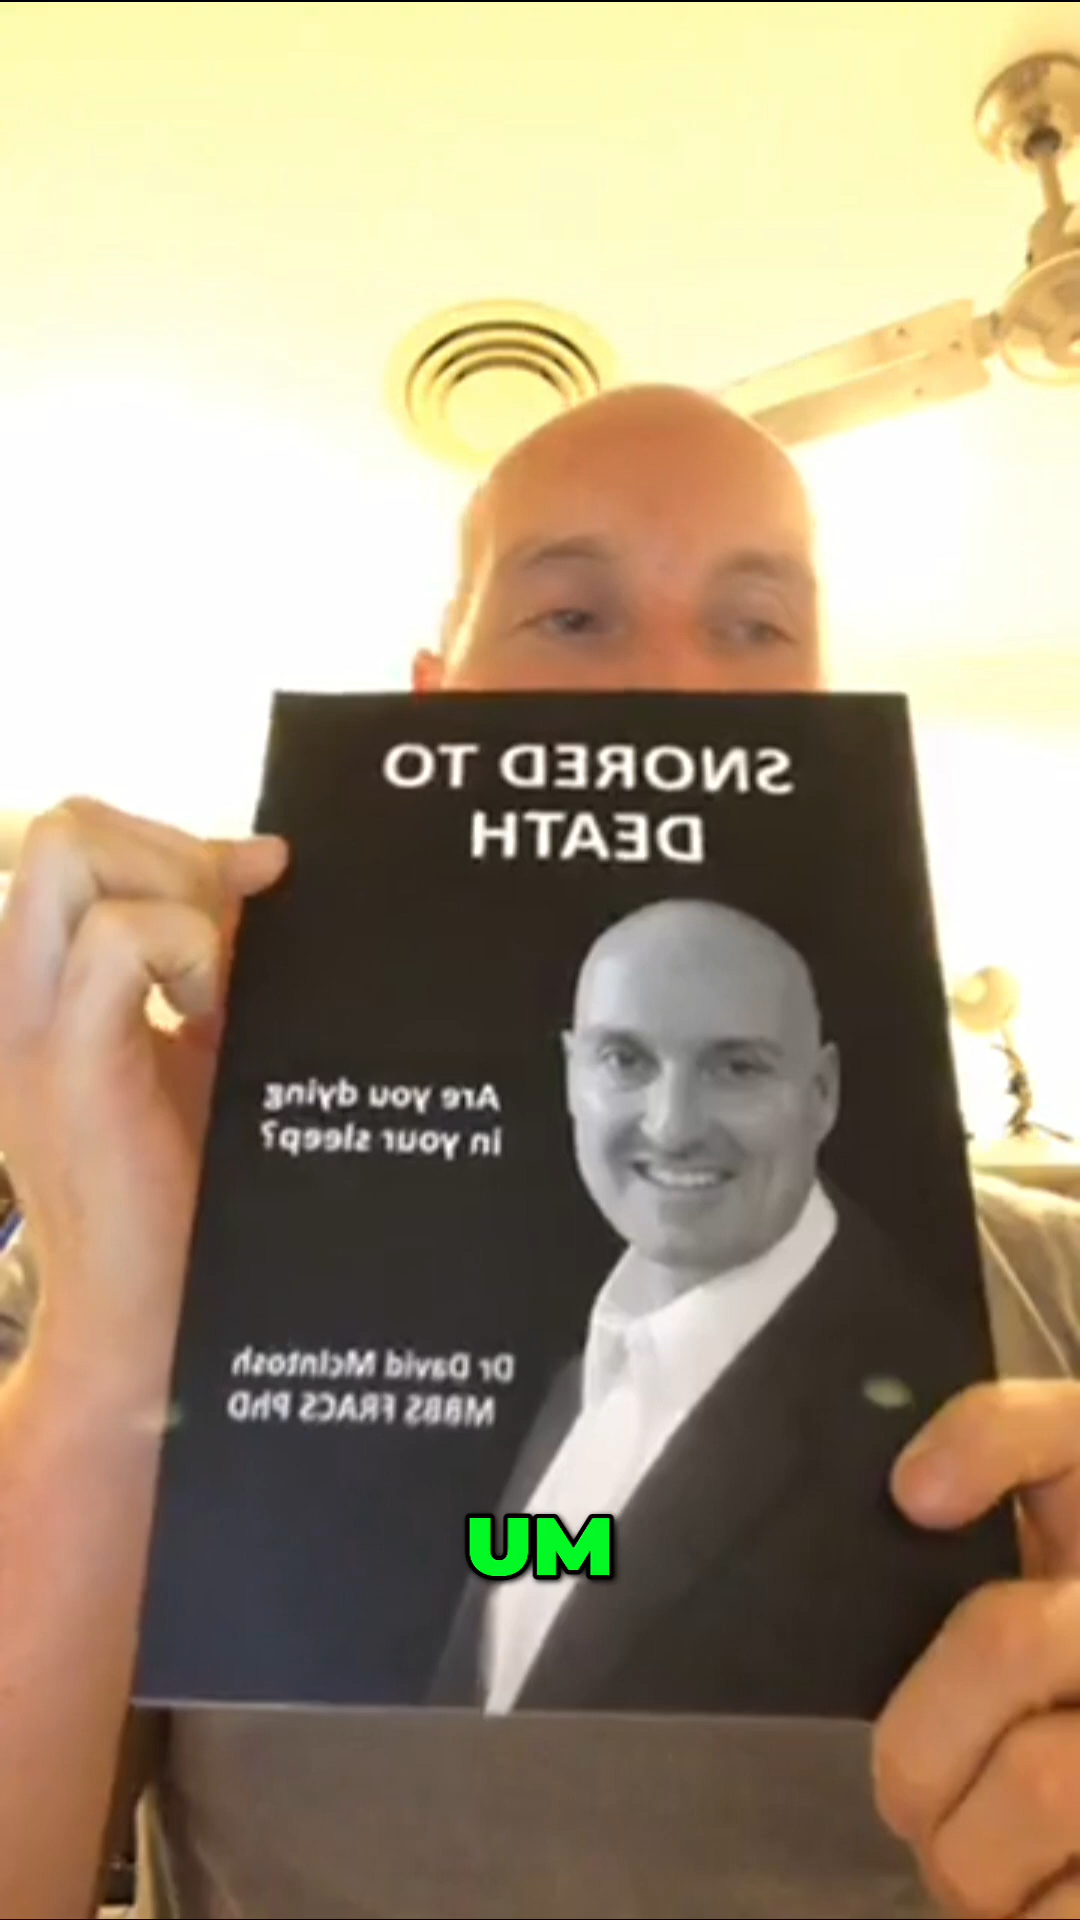 SNORED TO
DEATH
Are you dying
in your sleep?
Dr David McIntosh
MBBS FRACS PhD
UM